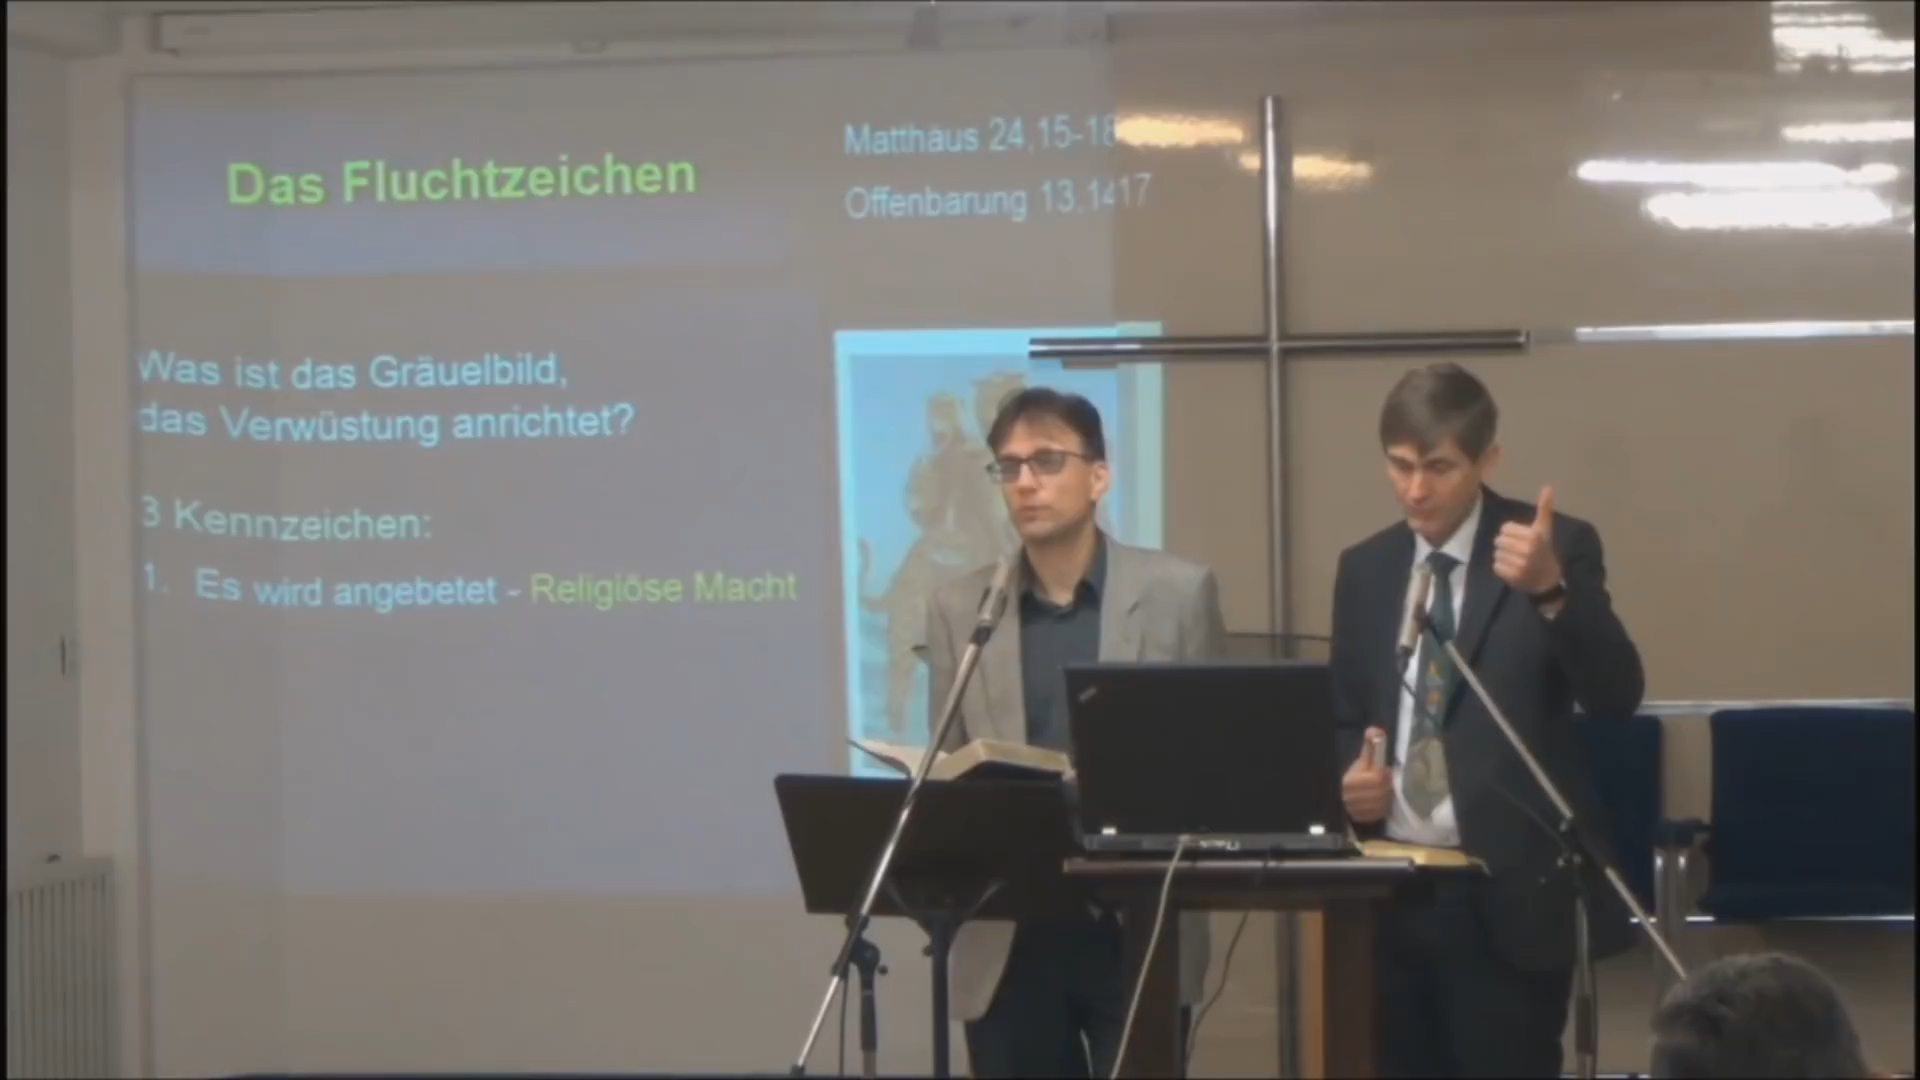 Das Fluchtzeichen
Matthäus 24,15-18
Offenbarung 13,1417
Was ist das Gräuelbild,
das Verwüstung anrichtet?
3 Kennzeichen:
1. Es wird angebetet - Religiöse Macht